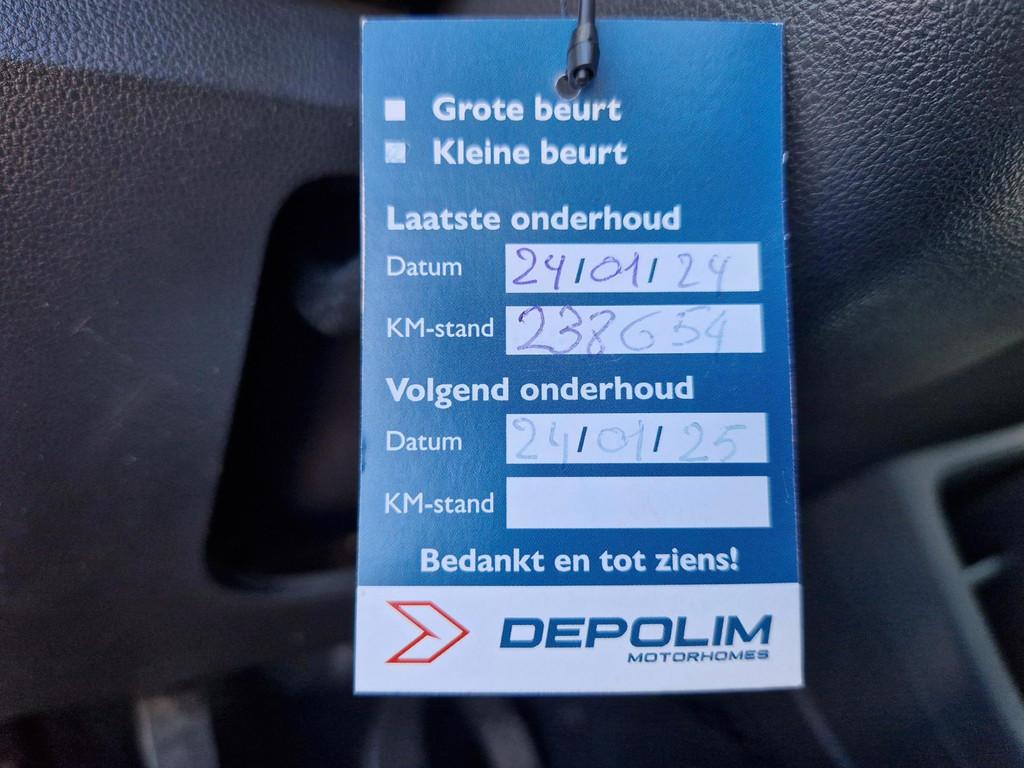 Grote beurt
Kleine beurt
Laatste onderhoud
Datum 24/01/24
KM-stand 238654
Volgend onderhoud
Datum 24/01/25
KM-stand
Bedankt en tot ziens!
DEPOLIM
MOTORHOMES